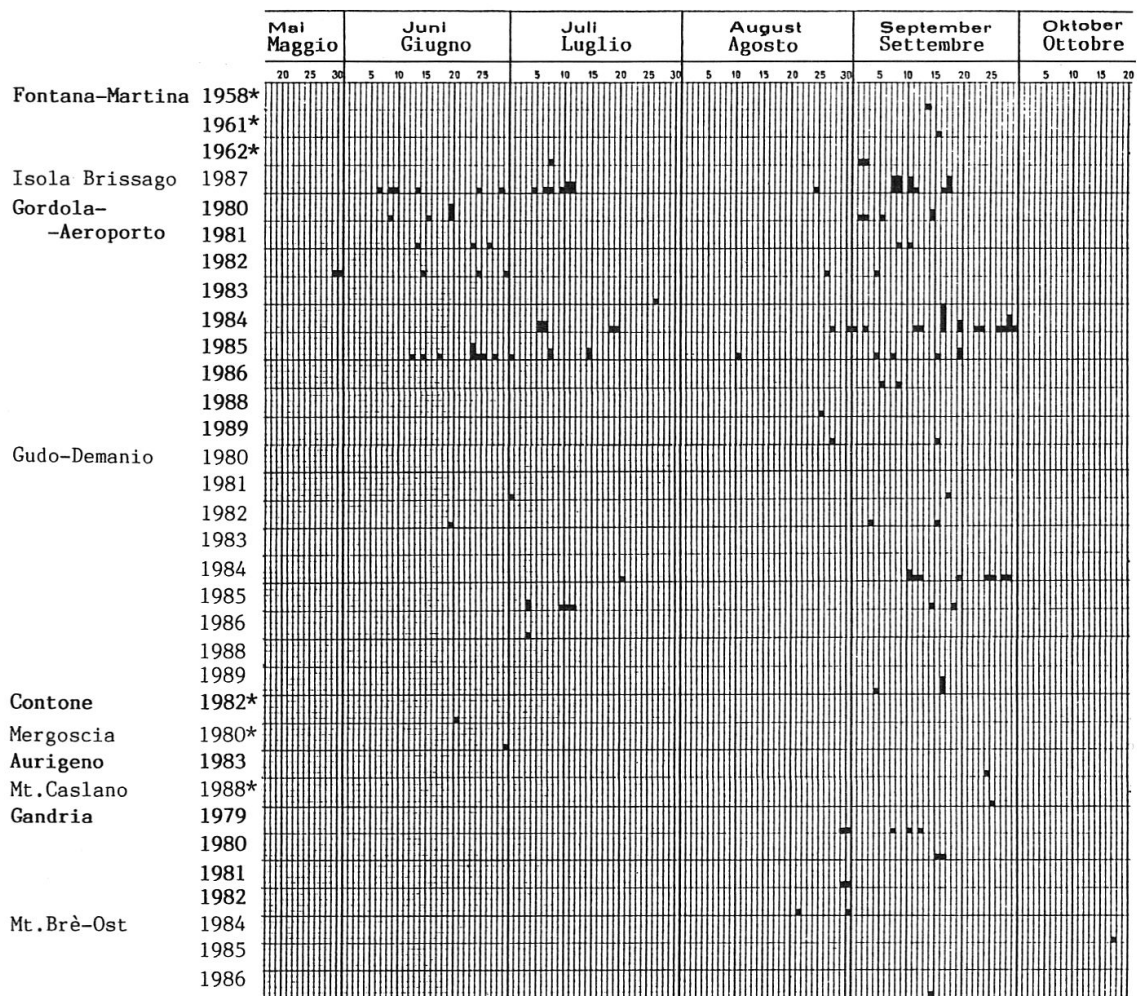 Mai Juni Juli August September Oktober
Maggio Giugno Luglio Agosto Settembre Ottobre
20 25 30 5 10 15 20 25 5 10 15 20 25 30 5 10 15 20 25 30 5 10 15 20 25 5 10 15 20
Fontana-Martina 1958*
1961*
1962*
Isola Brissago 1987
Gordola- 1980
-Aeroporto 1981
1982
1983
1984
1985
1986
1988
1989
Gudo-Demanio 1980
1981
1982
1983
1984
1985
1986
1988
1989
Contone 1982*
Mergoscia 1980*
Aurigeno 1983
Mt.Caslano 1988*
Gandria 1979
1980
1981
1982
Mt.Brè-Ost 1984
1985
1986